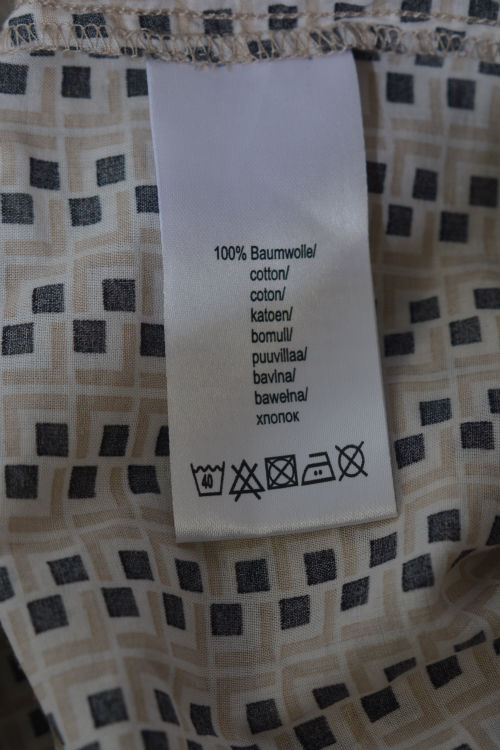 100% Baumwolle/
cotton/
coton/
katoen/
bomull/
puuvillaa/
bavlna/
bawełna/
хлопок
40